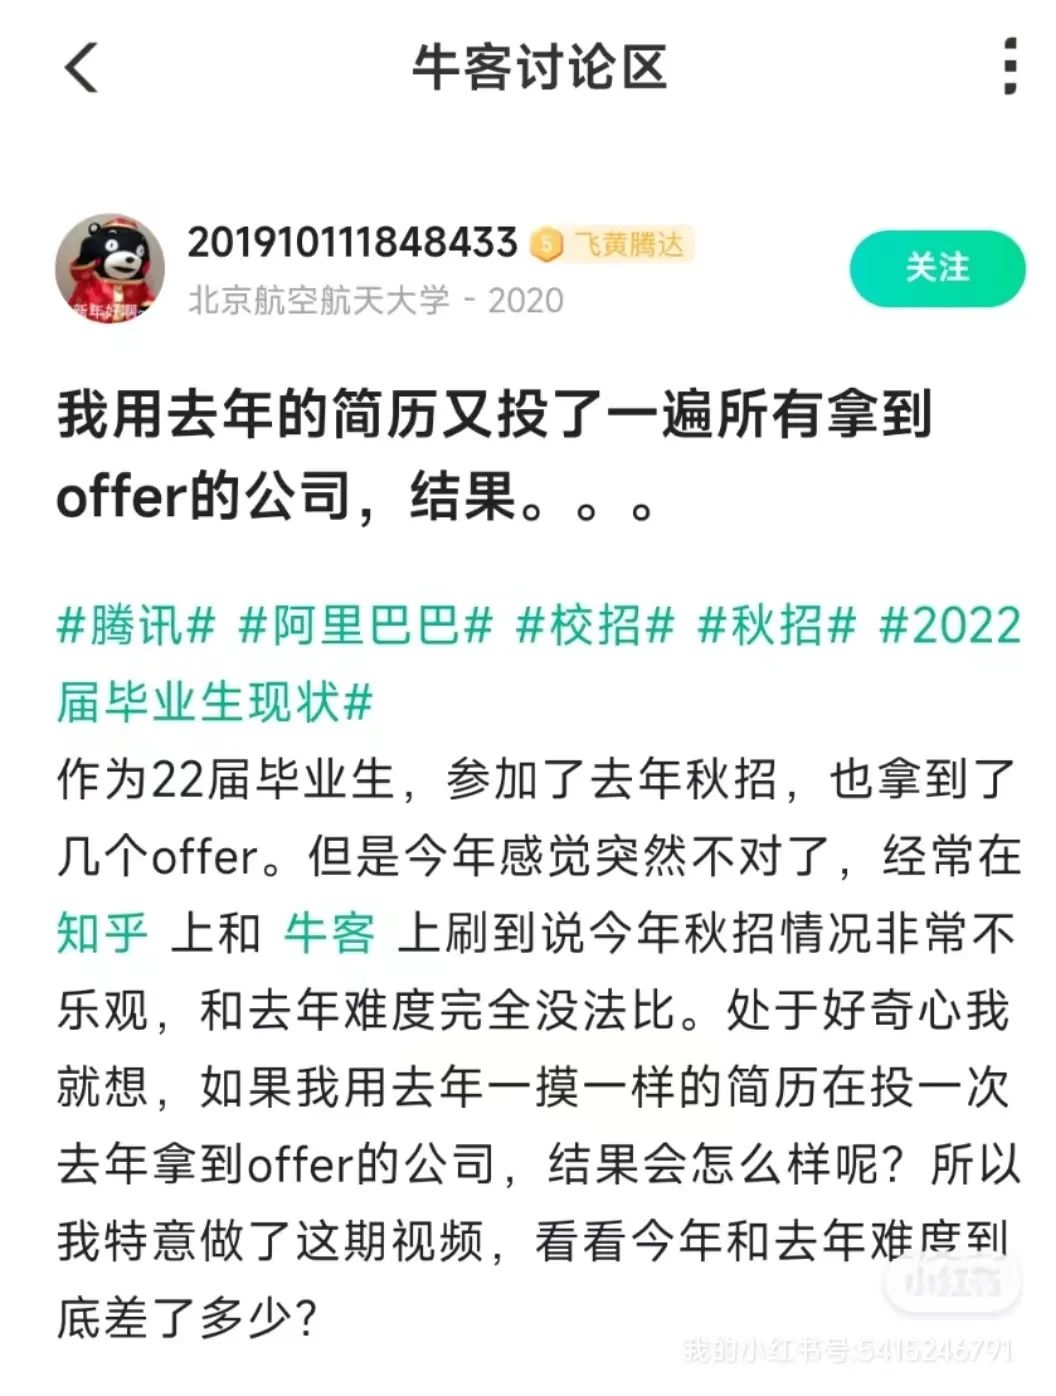 牛客讨论区
201910111848433 5 飞黄腾达
关注
北京航空航天大学 - 2020
新年好啊~
我用去年的简历又投了一遍所有拿到
offer的公司，结果。。。
#腾讯# #阿里巴巴# #校招# #秋招# #2022
届毕业生现状#
作为22届毕业生，参加了去年秋招，也拿到了
几个offer。但是今年感觉突然不对了，经常在
知乎 上和 牛客 上刷到说今年秋招情况非常不
乐观，和去年难度完全没法比。处于好奇心我
就想，如果我用去年一摸一样的简历在投一次
去年拿到offer的公司，结果会怎么样呢？所以
我特意做了这期视频，看看今年和去年难度到
底差了多少？
小红书
我的小红书号:5415246791